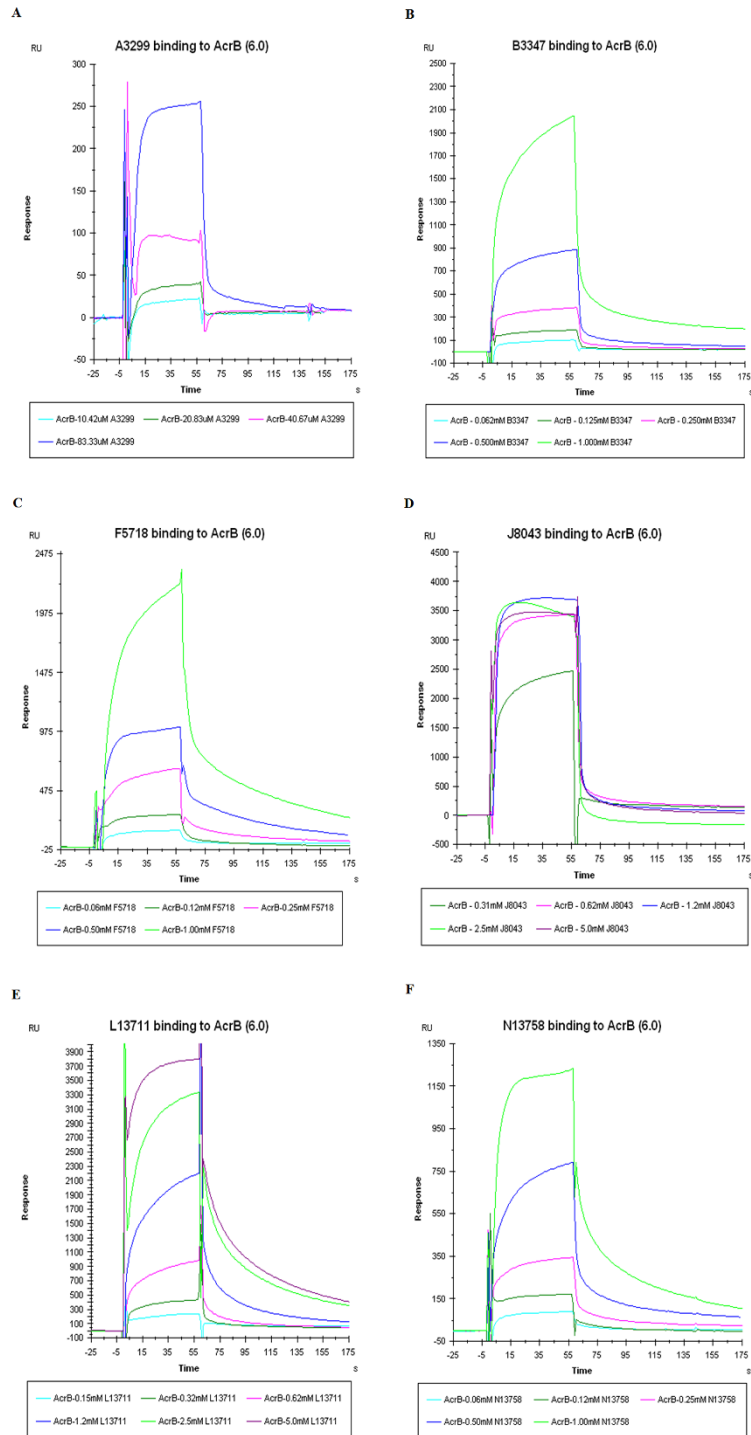 A
A3299 binding to AcrB (6.0)
RU
300
250
200
150
100
50
0
-50
-25 -5 15 35 55 75 95 115 135 155 175
Response
Time
s
AcrB-10.42uM A3299 AcrB-20.83uM A3299 AcrB-40.67uM A3299
AcrB-83.33uM A3299
B
B3347 binding to AcrB (6.0)
RU
2500
2300
2100
1900
1700
1500
1300
1100
900
700
500
300
100
-100
-25 -5 15 35 55 75 95 115 135 155 175
Response
Time
s
AcrB - 0.062mM B3347 AcrB - 0.125mM B3347 AcrB - 0.250mM B3347
AcrB - 0.500mM B3347 AcrB - 1.000mM B3347
C
F5718 binding to AcrB (6.0)
RU
2475
1975
1475
975
475
-25
-25 -5 15 35 55 75 95 115 135 155 175
Response
Time
s
AcrB-0.06mM F5718 AcrB-0.12mM F5718 AcrB-0.25mM F5718
AcrB-0.50mM F5718 AcrB-1.00mM F5718
D
J8043 binding to AcrB (6.0)
RU
4500
4000
3500
3000
2500
2000
1500
1000
500
0
-500
-25 -5 15 35 55 75 95 115 135 155 175
Response
Time
s
AcrB - 0.31mM J8043 AcrB - 0.62mM J8043 AcrB - 1.2mM J8043
AcrB - 2.5mM J8043 AcrB - 5.0mM J8043
E
L13711 binding to AcrB (6.0)
RU
3900
3700
3500
3300
3100
2900
2700
2500
2300
2100
1900
1700
1500
1300
1100
900
700
500
300
100
-100
-25 -5 15 35 55 75 95 115 135 155 175
Response
Time
s
AcrB-0.15mM L13711 AcrB-0.32mM L13711 AcrB-0.62mM L13711
AcrB-1.2mM L13711 AcrB-2.5mM L13711 AcrB-5.0mM L13711
F
N13758 binding to AcrB (6.0)
RU
1350
1150
950
750
550
350
150
-50
-25 -5 15 35 55 75 95 115 135 155 175
Response
Time
s
AcrB-0.06mM N13758 AcrB-0.12mM N13758 AcrB-0.25mM N13758
AcrB-0.50mM N13758 AcrB-1.00mM N13758